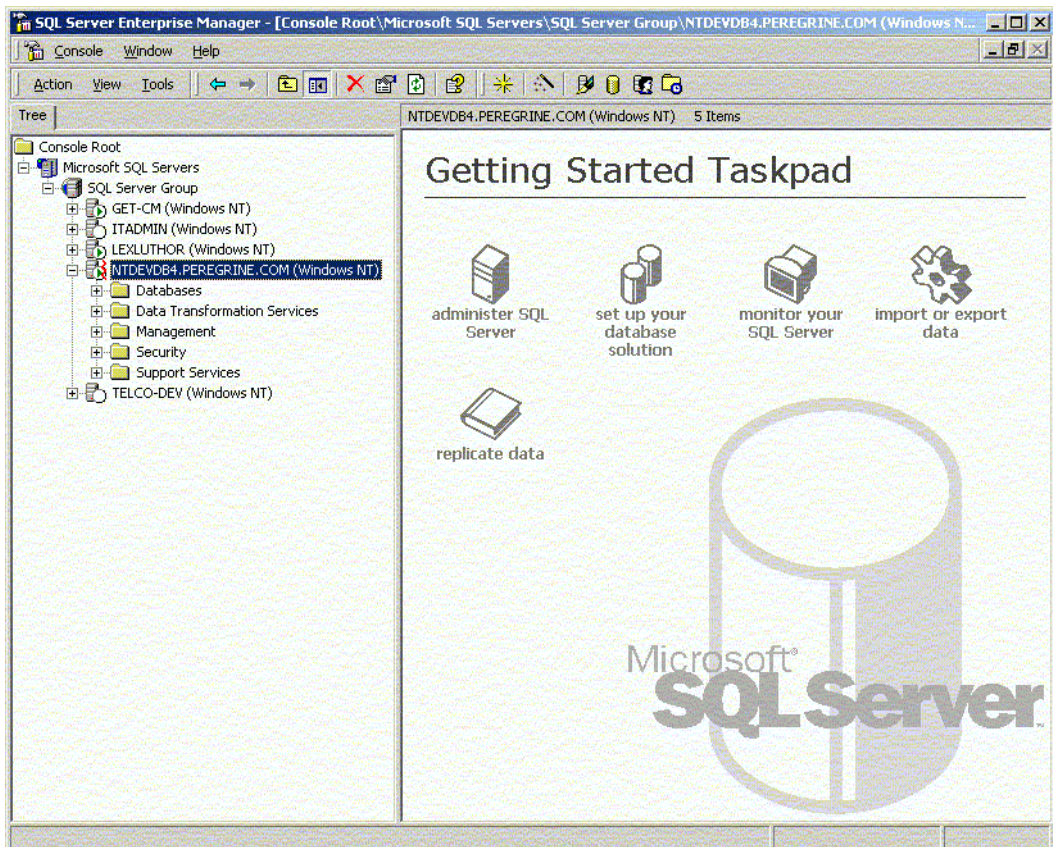 SQL Server Enterprise Manager - [Console Root\Microsoft SQL Servers\SQL Server Group\NTDEVDB4.PEREGRINE.COM (Windows N...
Console Window Help
Action View Tools
Tree
NTDEVDB4.PEREGRINE.COM (Windows NT) 5 Items
Console Root
Microsoft SQL Servers
SQL Server Group
GET-CM (Windows NT)
ITADMIN (Windows NT)
LEXLUTHOR (Windows NT)
NTDEVDB4.PEREGRINE.COM (Windows NT)
Databases
Data Transformation Services
Management
Security
Support Services
TELCO-DEV (Windows NT)
Getting Started Taskpad
administer SQL
Server
set up your
database
solution
monitor your
SQL Server
import or export
data
replicate data
Microsoft®
SQL Server